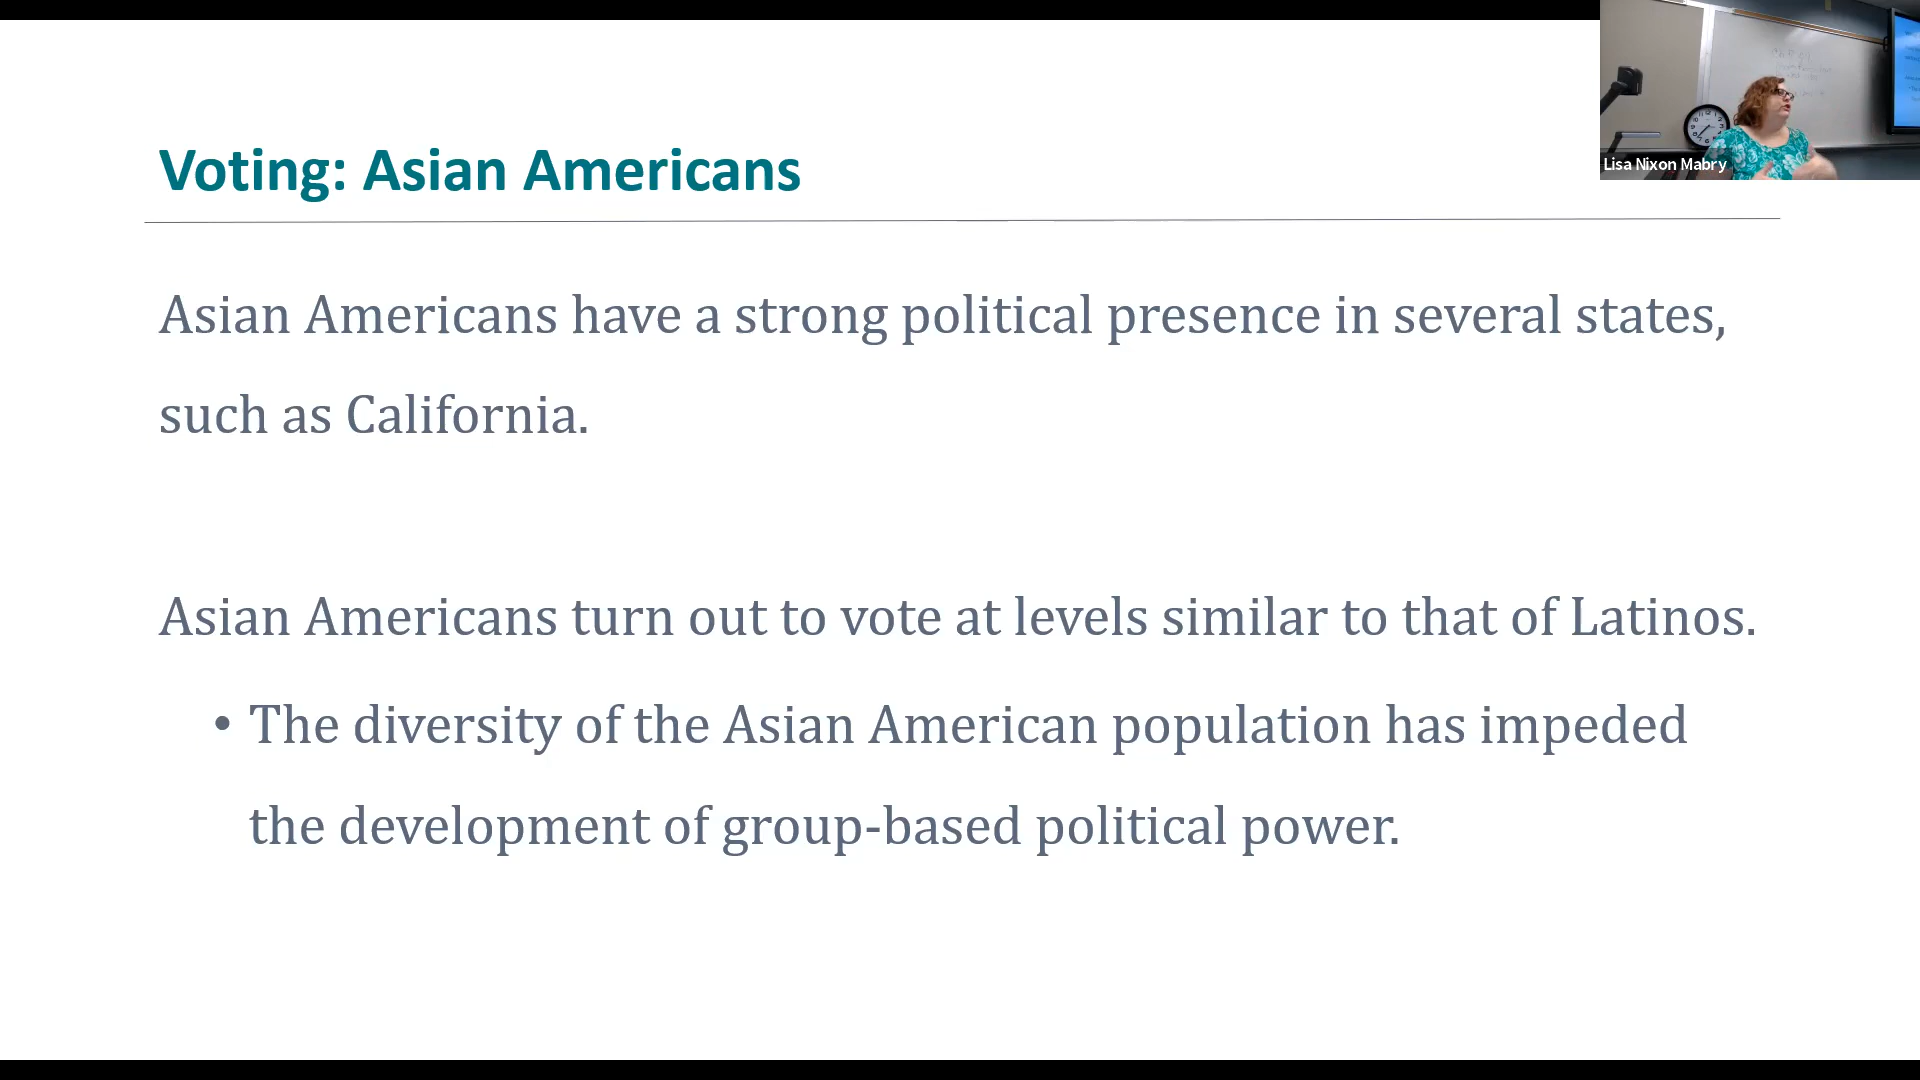 Voting: Asian Americans
Asian Americans have a strong political presence in several states,
such as California.
Asian Americans turn out to vote at levels similar to that of Latinos.
• The diversity of the Asian American population has impeded
the development of group-based political power.
Lisa Nixon Mabry